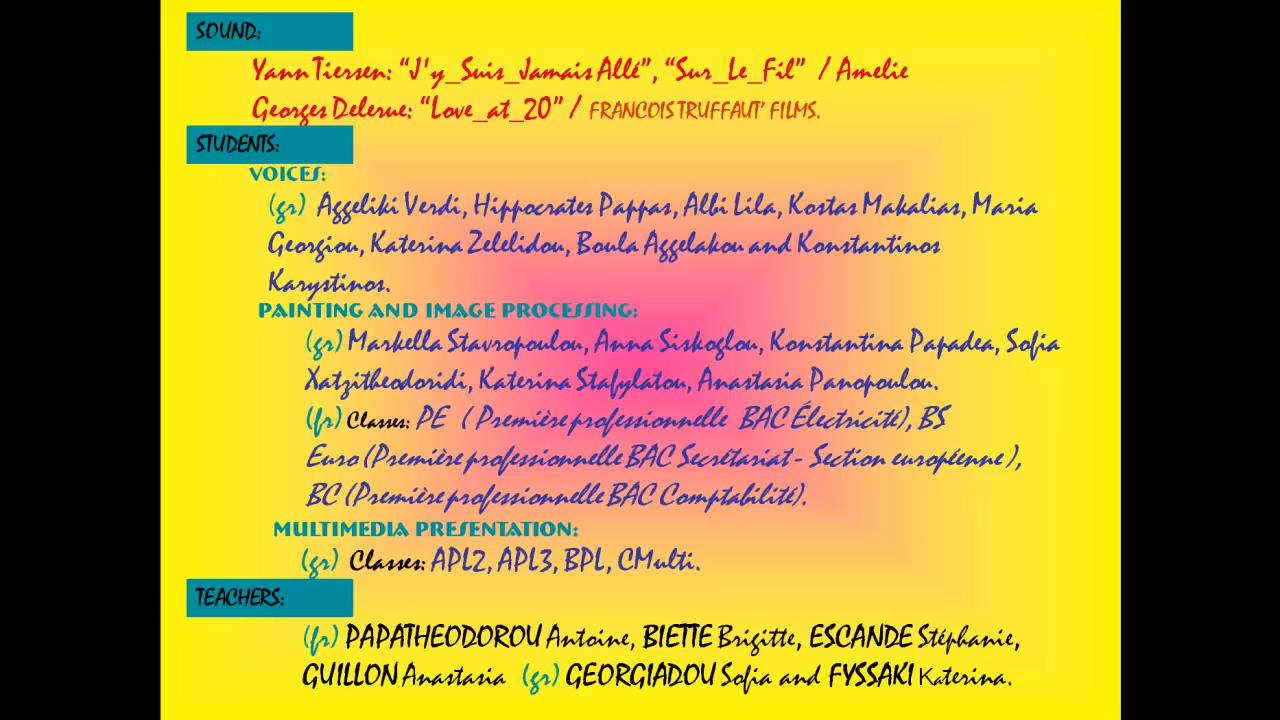 SOUND:
Yann Tiersen: “J'y_Suis_Jamais Allé”, “Sur_Le_Fil” / Amelie
Georges Delerue: “Love_at_20” / FRANCOIS TRUFFAUT’ FILMS.
STUDENTS:
VOICES:
(gr) Aggeliki Verdi, Hippocrates Pappas, Albi Lila, Kostas Makalias, Maria
Georgiou, Katerina Zelelidou, Boula Aggelakou and Konstantinos
Karystinos.
PAINTING AND IMAGE PROCESSING:
(gr) Markella Stavropoulou, Anna Siskoglou, Konstantina Papadea, Sofia
Xatzitheodoridi, Katerina Stafylatou, Anastasia Panopoulou.
(fr) Classes: PE ( Première professionnelle BAC Électricité), BS
Euro (Première professionnelle BAC Secrétariat - Section européenne ),
BC (Première professionnelle BAC Comptabilité).
MULTIMEDIA PRESENTATION:
(gr) Classes: APL2, APL3, BPL, CMulti.
TEACHERS:
(fr) PAPATHEODOROU Antoine, BIETTE Brigitte, ESCANDE Stéphanie,
GUILLON Anastasia (gr) GEORGIADOU Sofia and FYSSAKI Katerina.